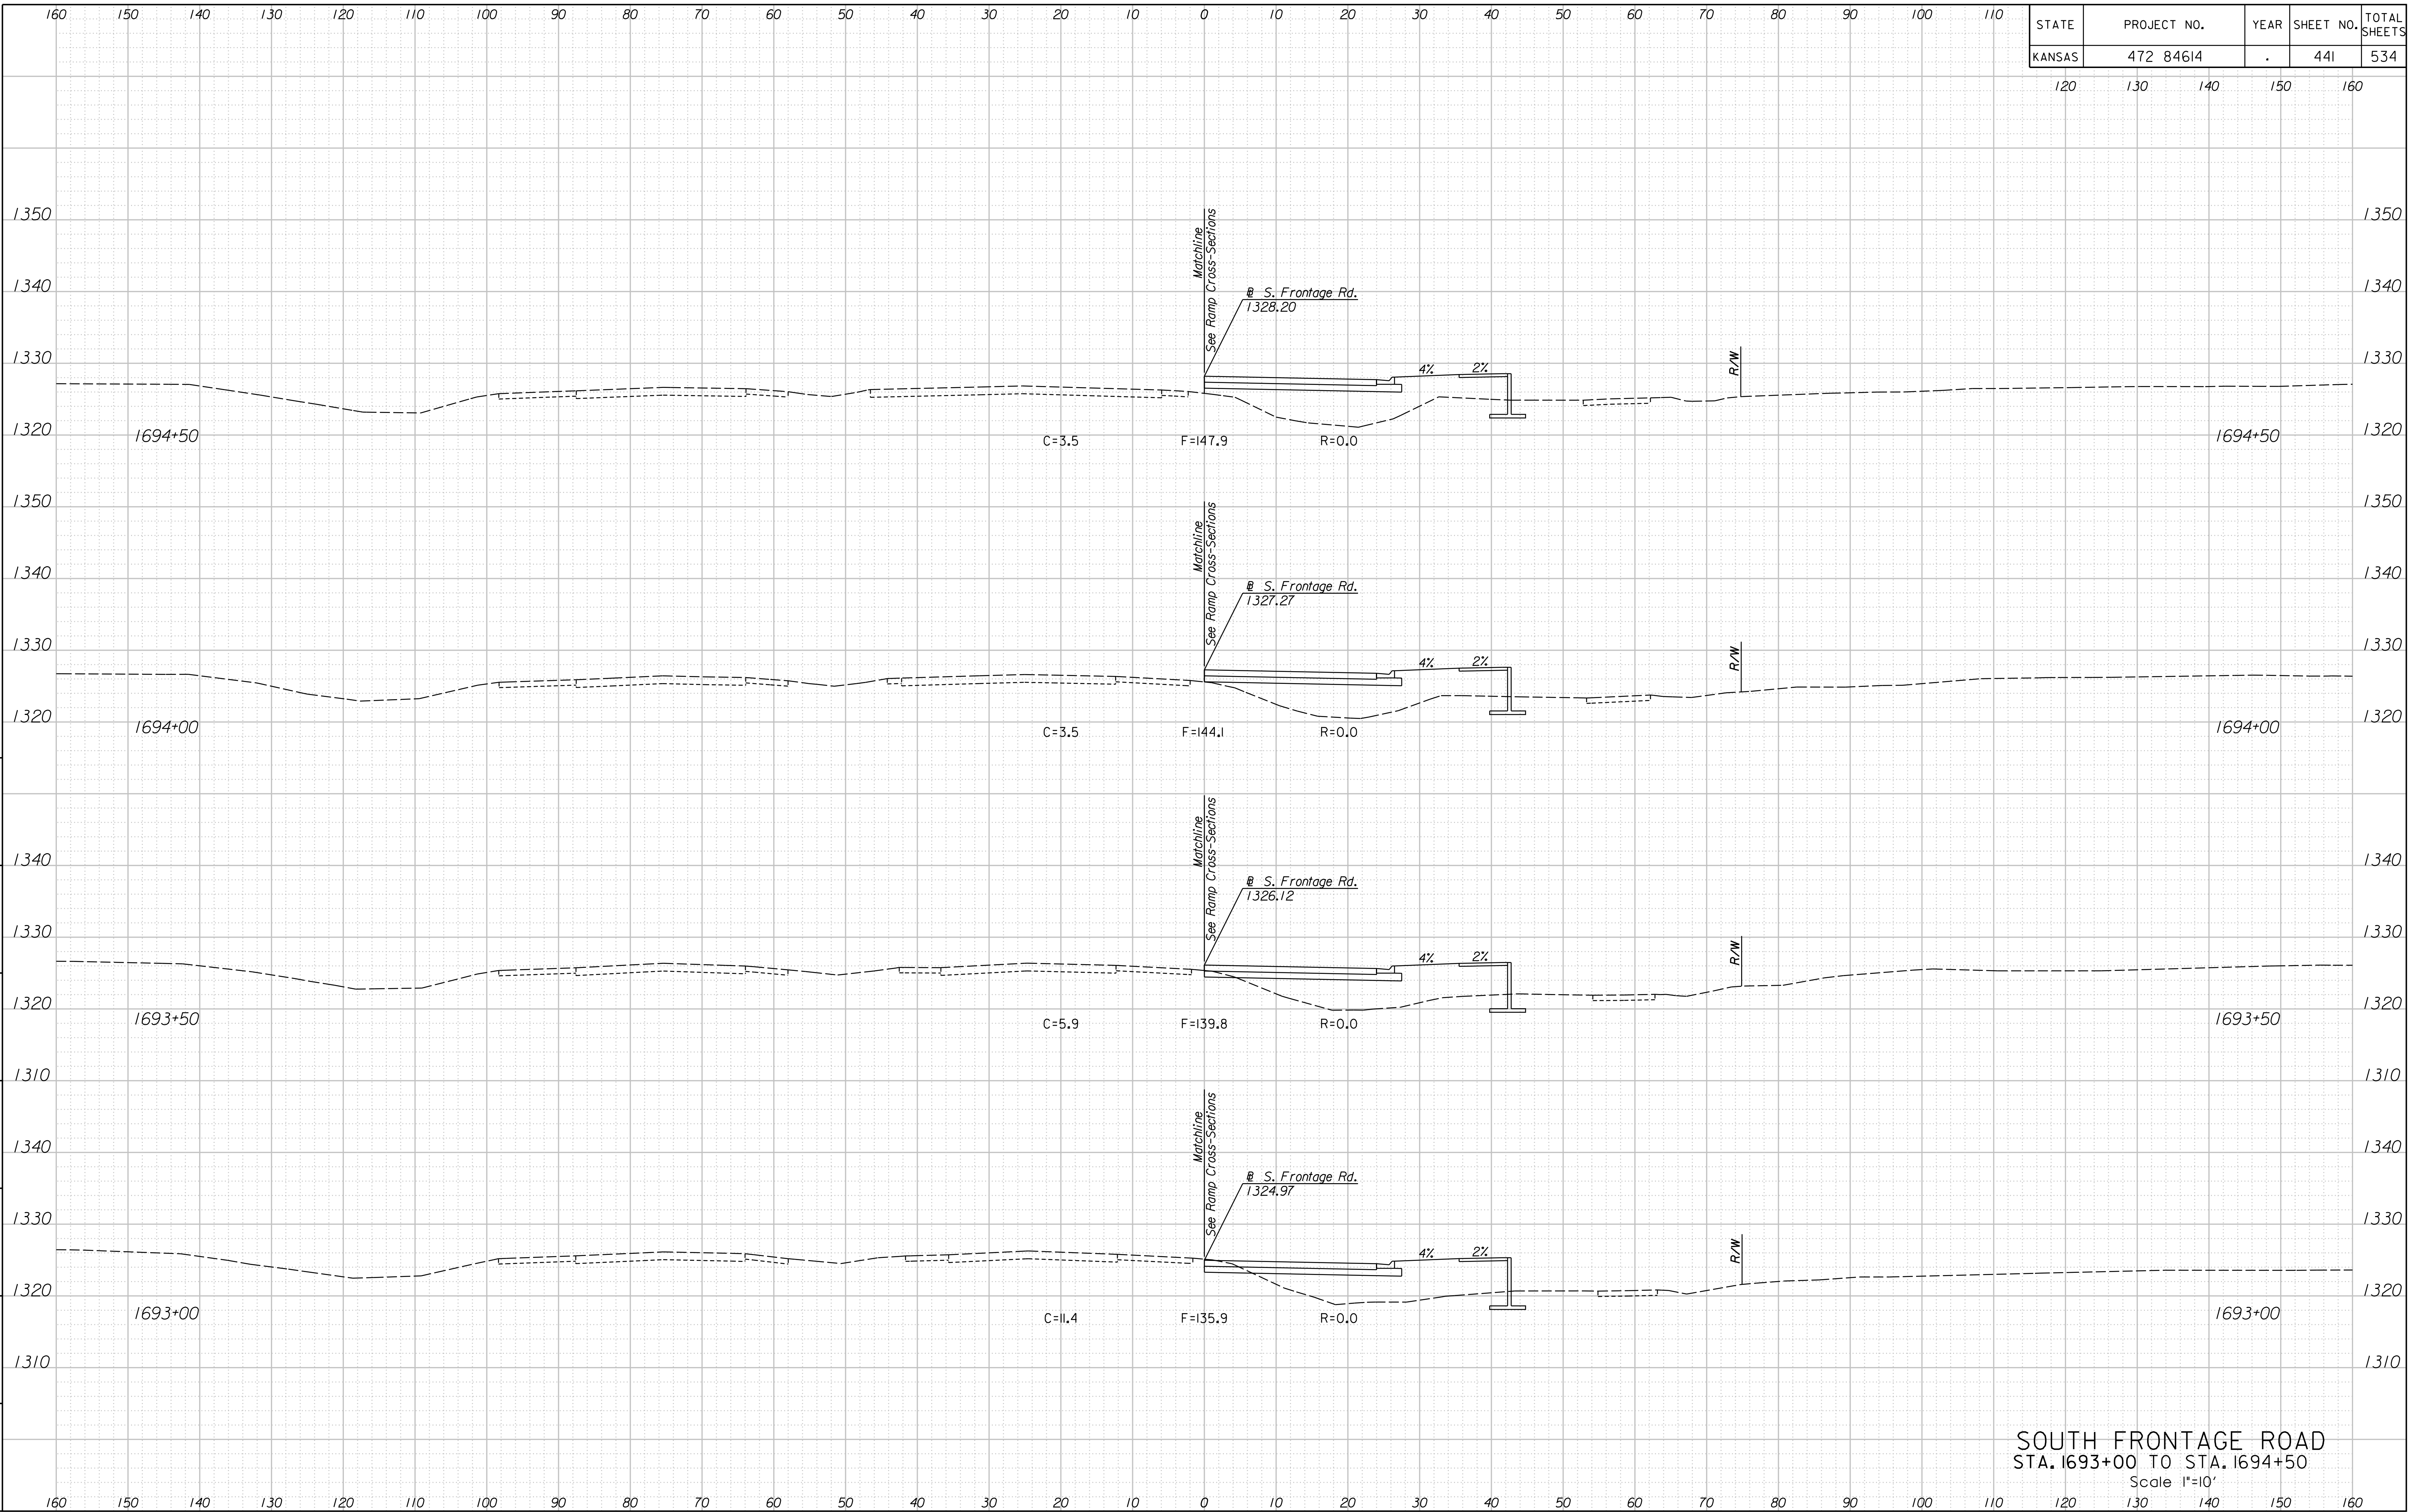 160 150 140 130 120 110 100 90 80 70 60 50 40 30 20 10 0 10 20 30 40 50 60 70 80 90 100 110
STATE PROJECT NO. YEAR SHEET NO. TOTAL SHEETS
KANSAS 472 84614 . 441 534
120 130 140 150 160
1350 1350
Matchline
See Ramp Cross-Sections
1340 1340
℄ S. Frontage Rd.
1328.20
1330 1330
4% 2%
R/W
1320 1320
1694+50 C=3.5 F=147.9 R=0.0 1694+50
1350 1350
Matchline
See Ramp Cross-Sections
1340 1340
℄ S. Frontage Rd.
1327.27
1330 1330
4% 2%
R/W
1320 1320
1694+00 C=3.5 F=144.1 R=0.0 1694+00
Matchline
See Ramp Cross-Sections
1340 1340
℄ S. Frontage Rd.
1326.12
1330 1330
4% 2%
R/W
1320 1320
1693+50 C=5.9 F=139.8 R=0.0 1693+50
1310 1310
Matchline
See Ramp Cross-Sections
1340 1340
℄ S. Frontage Rd.
1324.97
1330 1330
4% 2%
R/W
1320 1320
1693+00 C=11.4 F=135.9 R=0.0 1693+00
1310 1310
SOUTH FRONTAGE ROAD
STA. 1693+00 TO STA. 1694+50
Scale 1"=10'
160 150 140 130 120 110 100 90 80 70 60 50 40 30 20 10 0 10 20 30 40 50 60 70 80 90 100 110 120 130 140 150 160